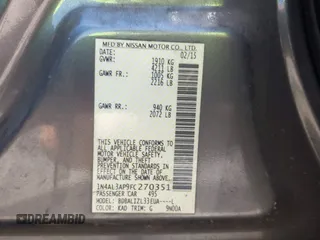 MFD BY NISSAN MOTOR CO., LTD.
DATE: 02/15
GVWR: 1910 KG
4211 LB
GAWR FR: 1005 KG
2216 LB
GAWR RR: 940 KG
2072 LB
THIS VEHICLE CONFORMS TO ALL APPLICABLE
FEDERAL MOTOR VEHICLE SAFETY, BUMPER,
AND THEFT PREVENTION STANDARDS
IN EFFECT ON THE DATE
OF MANUFACTURE SHOWN ABOVE.
1N4AL3AP9FC270351
PASSENGER CAR 495
MODEL:
COLOR: KAD TRIM: G
DREAMBID